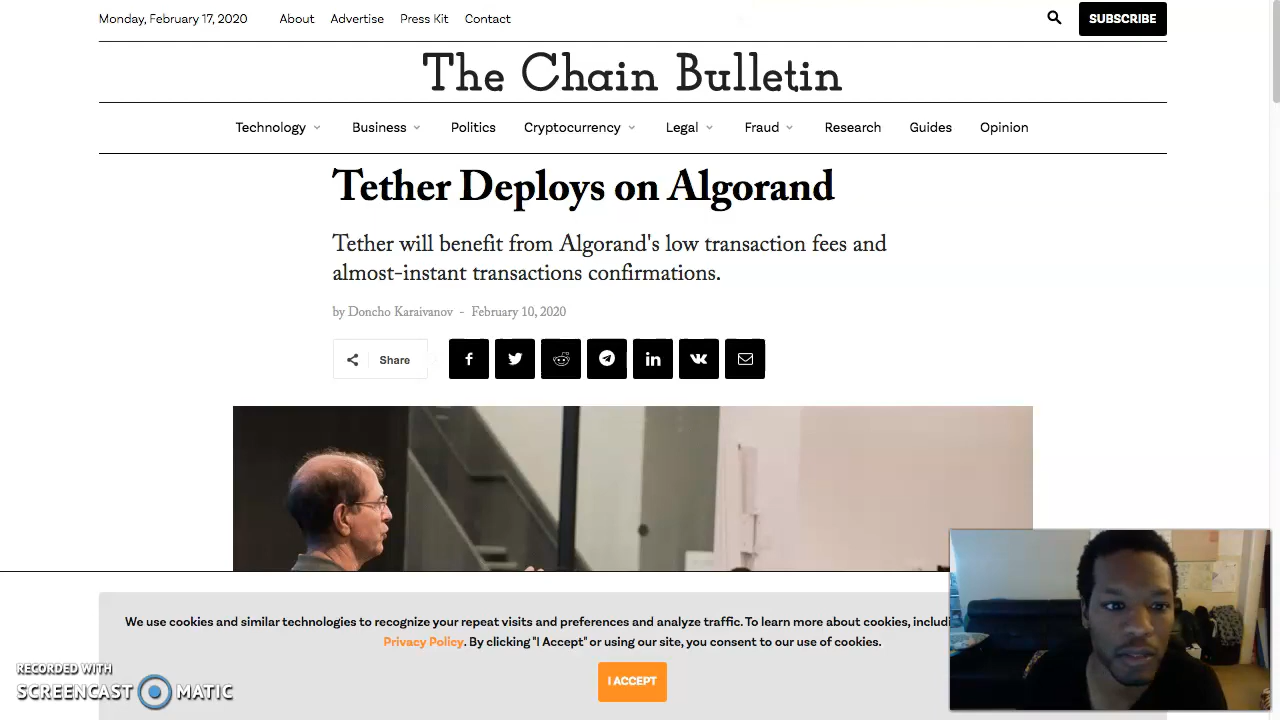 Monday, February 17, 2020 About Advertise Press Kit Contact SUBSCRIBE
The Chain Bulletin
Technology Business Politics Cryptocurrency Legal Fraud Research Guides Opinion
Tether Deploys on Algorand
Tether will benefit from Algorand's low transaction fees and
almost-instant transactions confirmations.
by Doncho Karaivanov - February 10, 2020
Share
We use cookies and similar technologies to recognize your repeat visits and preferences and analyze traffic. To learn more about cookies,
Privacy Policy. By clicking "I Accept" or using our site, you consent to our use of cookies.
I ACCEPT
RECORDED WITH
SCREENCAST MATIC